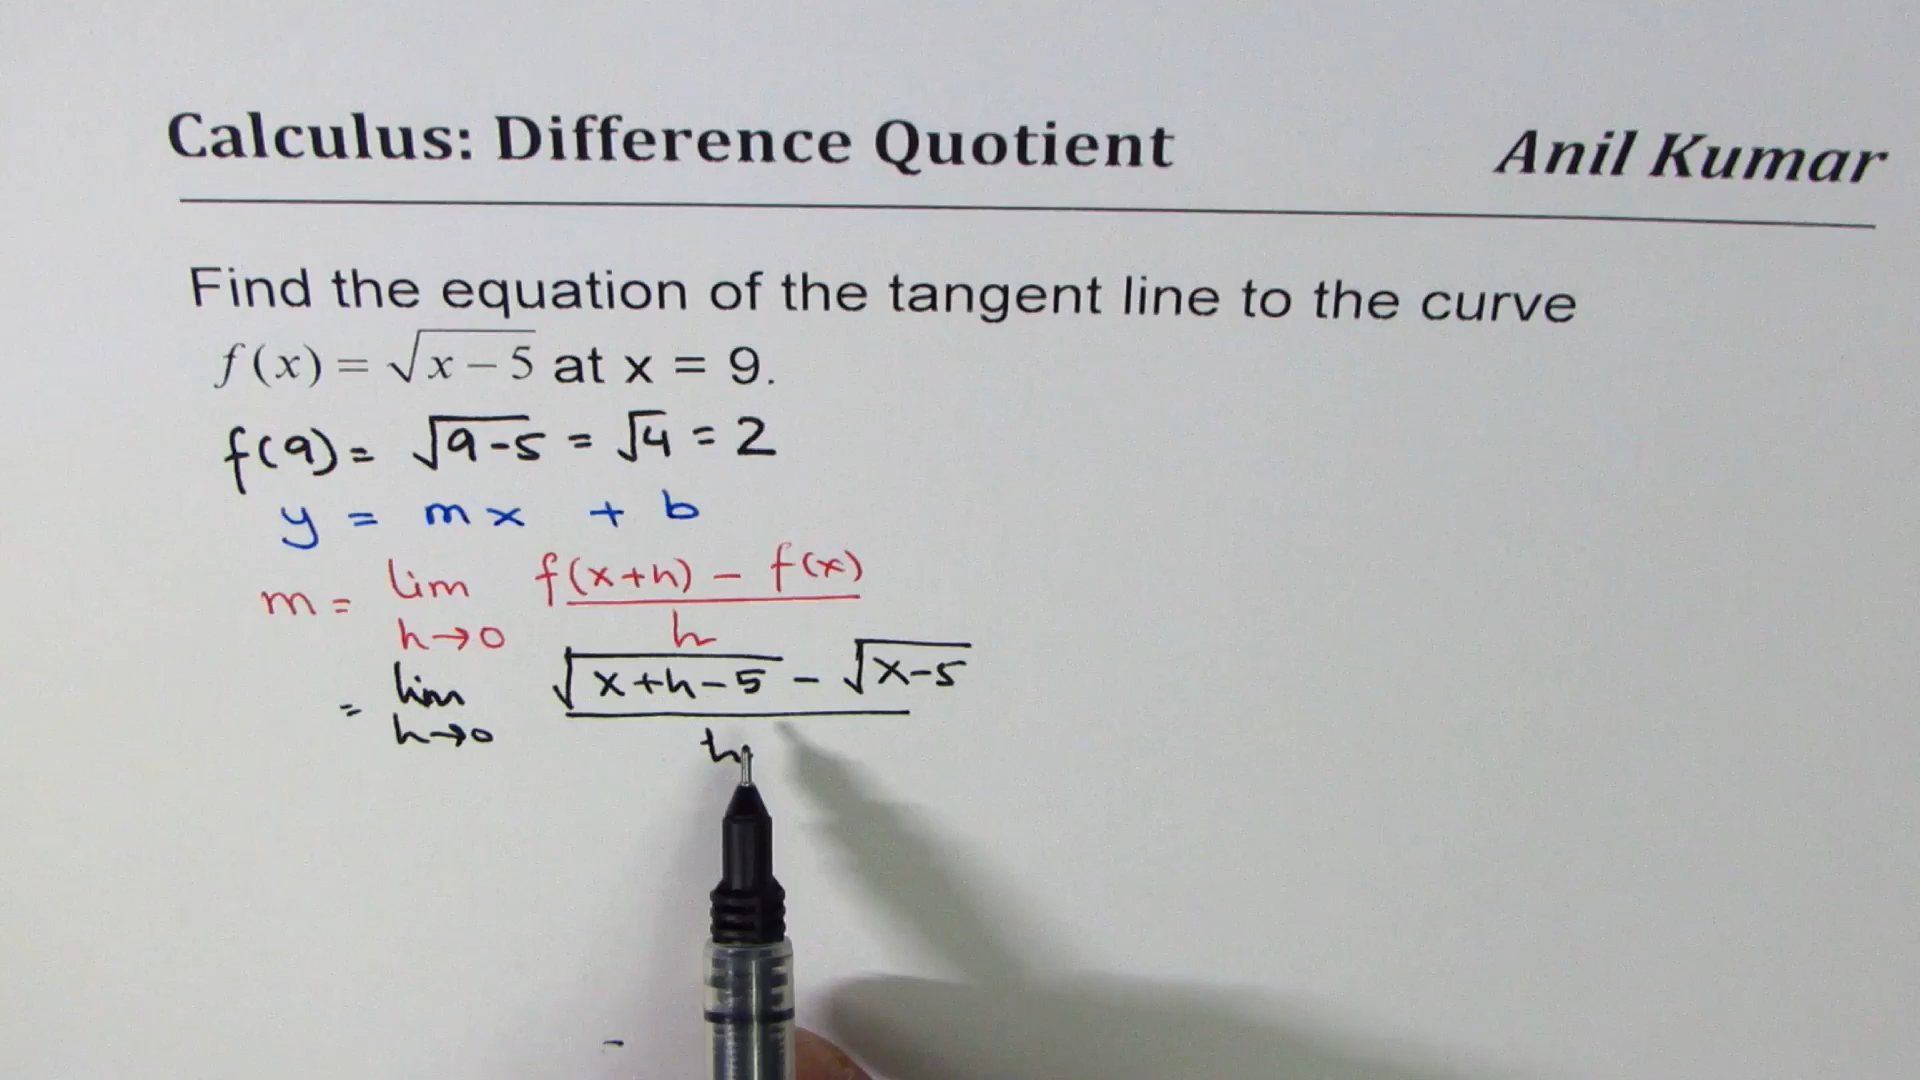 Calculus: Difference Quotient Anil Kumar
Find the equation of the tangent line to the curve
f(x) = √x − 5 at x = 9.
f(9) = √9-5 = √4 = 2
y = mx + b
m = lim f(x+h) − f(x)
h→0 h
= lim √x+h−5 − √x−5
h→0 h